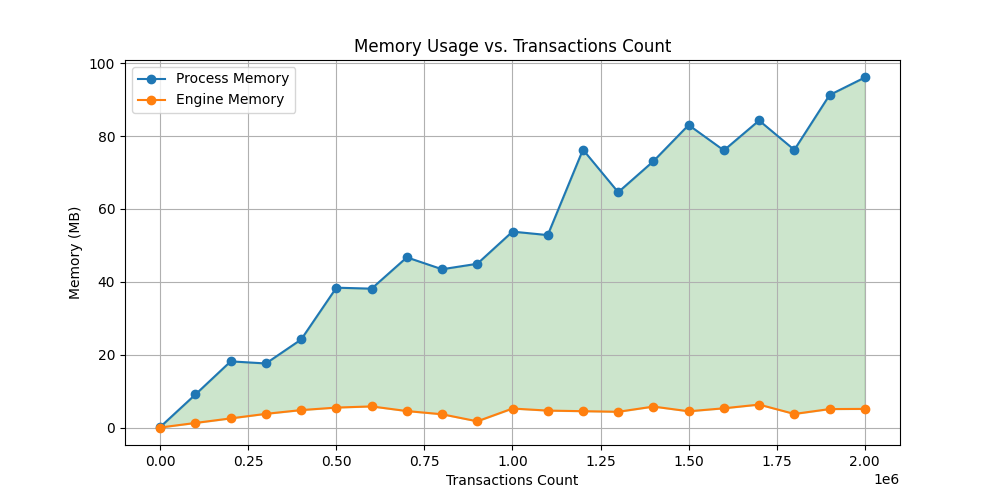 Memory Usage vs. Transactions Count
Process Memory
Engine Memory
Memory (MB)
100
80
60
40
20
0
0.00 0.25 0.50 0.75 1.00 1.25 1.50 1.75 2.00
1e6
Transactions Count